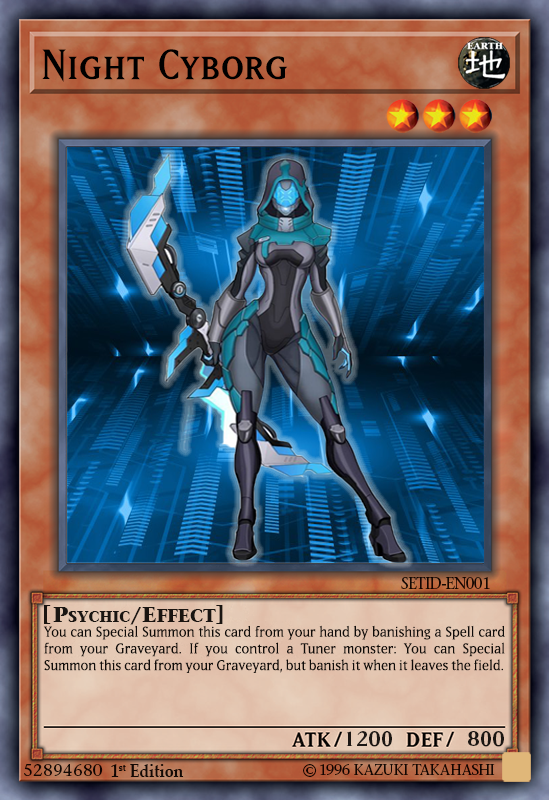 Night Cyborg
EARTH
地
SETID-EN001
[Psychic/Effect]
You can Special Summon this card from your hand by banishing a Spell card
from your Graveyard. If you control a Tuner monster: You can Special
Summon this card from your Graveyard, but banish it when it leaves the field.
ATK/1200 DEF/ 800
52894680 1st Edition © 1996 KAZUKI TAKAHASHI